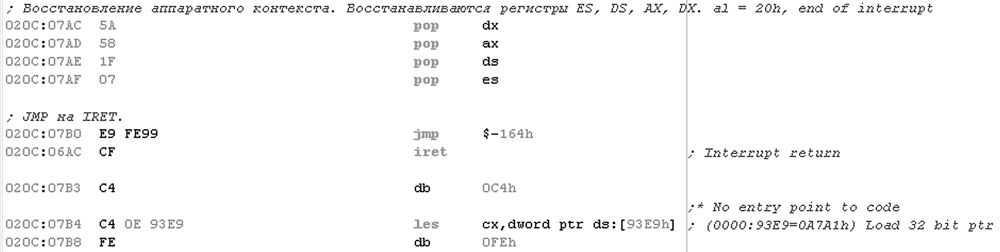 ; Восстановление аппаратного контекста. Восстанавливаются регистры ES, DS, AX, DX. al = 20h, end of interrupt
020C:07AC 5A pop dx
020C:07AD 58 pop ax
020C:07AE 1F pop ds
020C:07AF 07 pop es
; JMP на IRET.
020C:07B0 E9 FE99 jmp $-164h
020C:06AC CF iret ; Interrupt return
020C:07B3 C4 db 0C4h
;* No entry point to code
020C:07B4 C4 0E 93E9 les cx,dword ptr ds:[93E9h] ; (0000:93E9=0A7A1h) Load 32 bit ptr
020C:07B8 FE db 0FEh